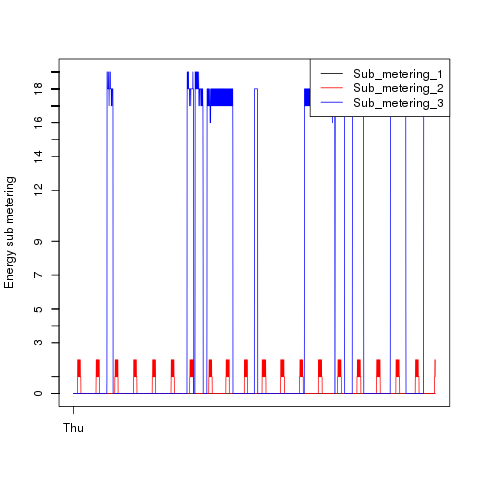 Sub_metering_1
Sub_metering_2
Sub_metering_3
Energy sub metering
18
16
14
12
9
7
5
3
0
Thu